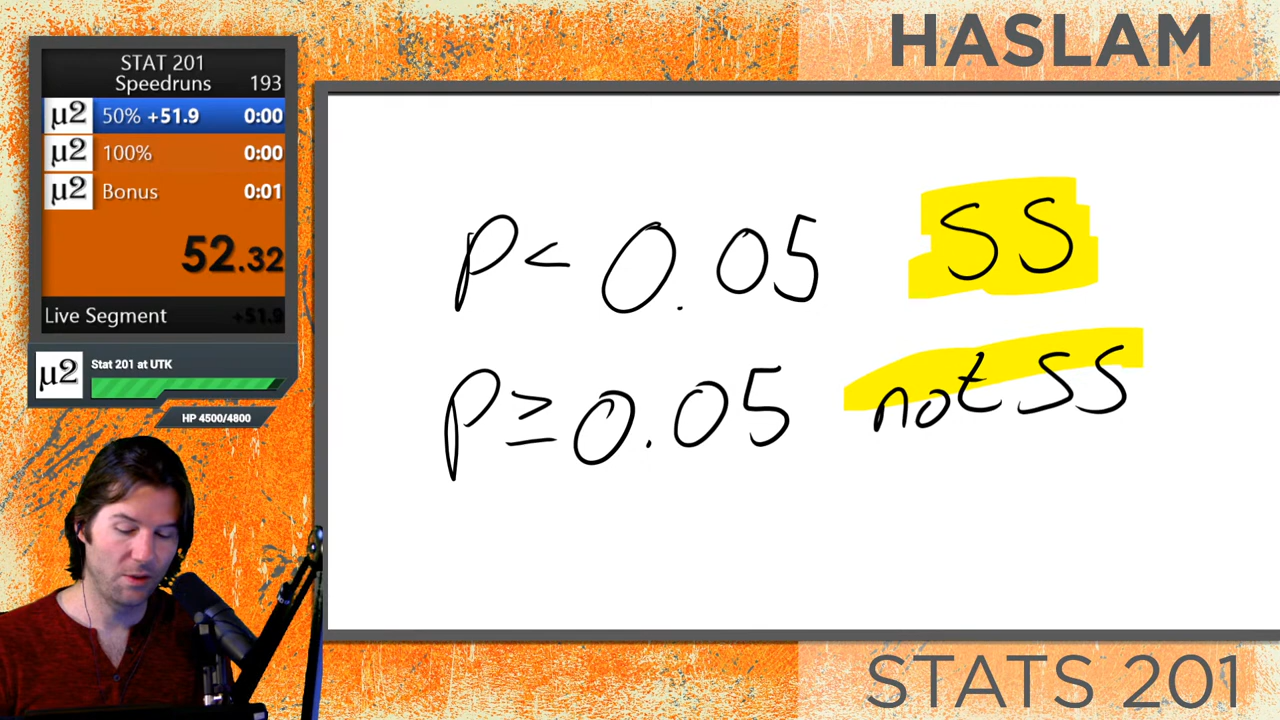 HASLAM
STAT 201
Speedruns 193
μ2 50% +51.9 0:00
μ2 100% 0:00
μ2 Bonus 0:01
52.32
Live Segment +51.9
μ2 Stat 201 at UTK
HP 4500/4800
P < 0.05 SS
P ≥ 0.05 not SS
STATS 201